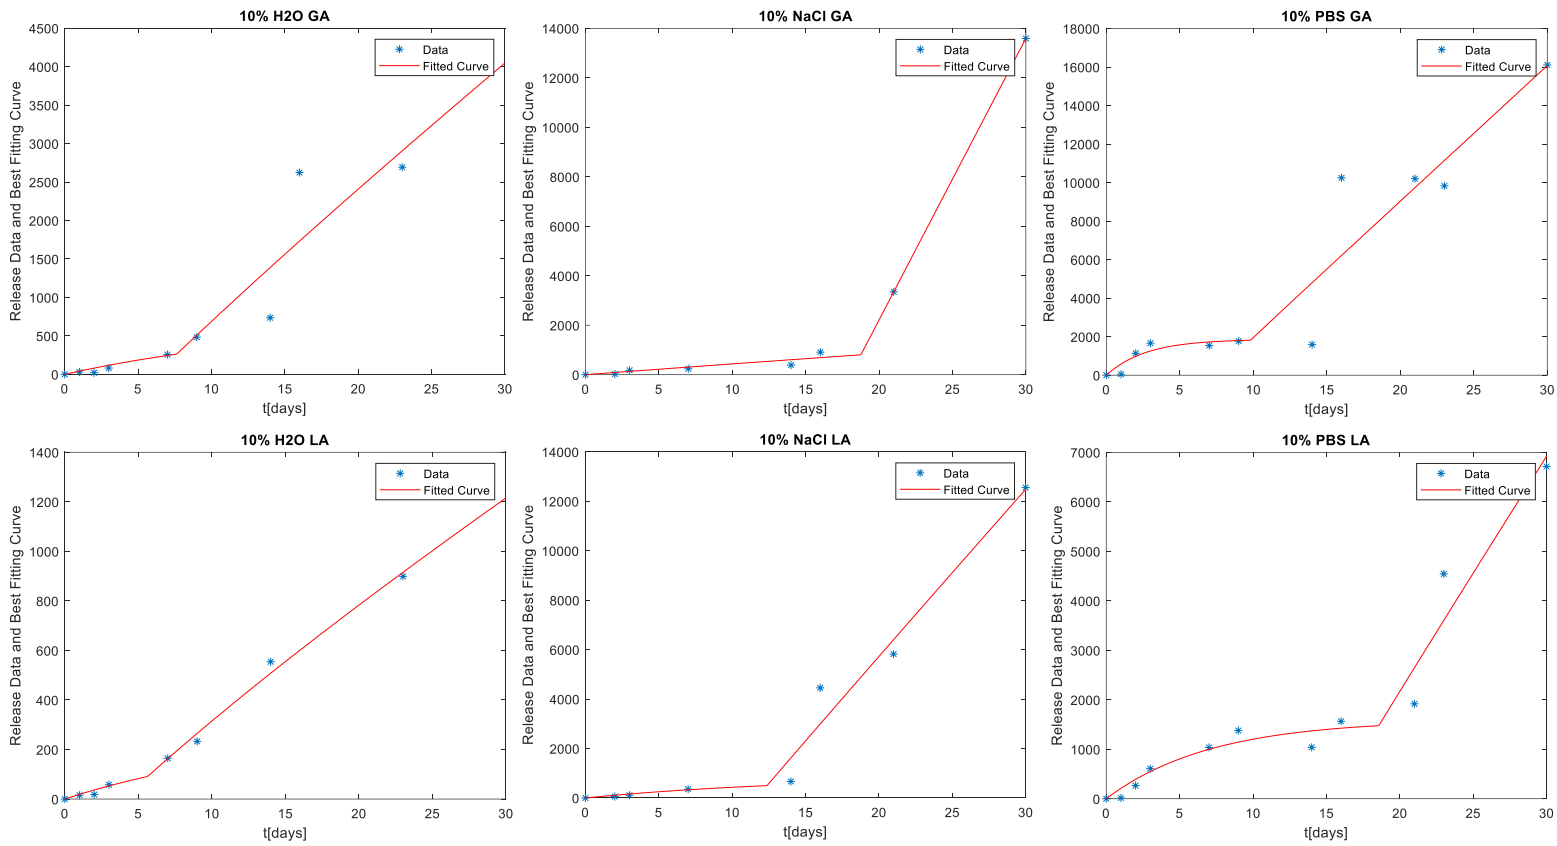 10% H2O GA
Release Data and Best Fitting Curve
4500
4000
3500
3000
2500
2000
1500
1000
500
0
Data
Fitted Curve
0 5 10 15 20 25 30
t[days]
10% NaCl GA
Release Data and Best Fitting Curve
14000
12000
10000
8000
6000
4000
2000
0
Data
Fitted Curve
0 5 10 15 20 25 30
t[days]
10% PBS GA
Release Data and Best Fitting Curve
18000
16000
14000
12000
10000
8000
6000
4000
2000
0
Data
Fitted Curve
0 5 10 15 20 25 30
t[days]
10% H2O LA
Release Data and Best Fitting Curve
1400
1200
1000
800
600
400
200
0
Data
Fitted Curve
0 5 10 15 20 25 30
t[days]
10% NaCl LA
Release Data and Best Fitting Curve
14000
12000
10000
8000
6000
4000
2000
0
Data
Fitted Curve
0 5 10 15 20 25 30
t[days]
10% PBS LA
Release Data and Best Fitting Curve
7000
6000
5000
4000
3000
2000
1000
0
Data
Fitted Curve
0 5 10 15 20 25 30
t[days]